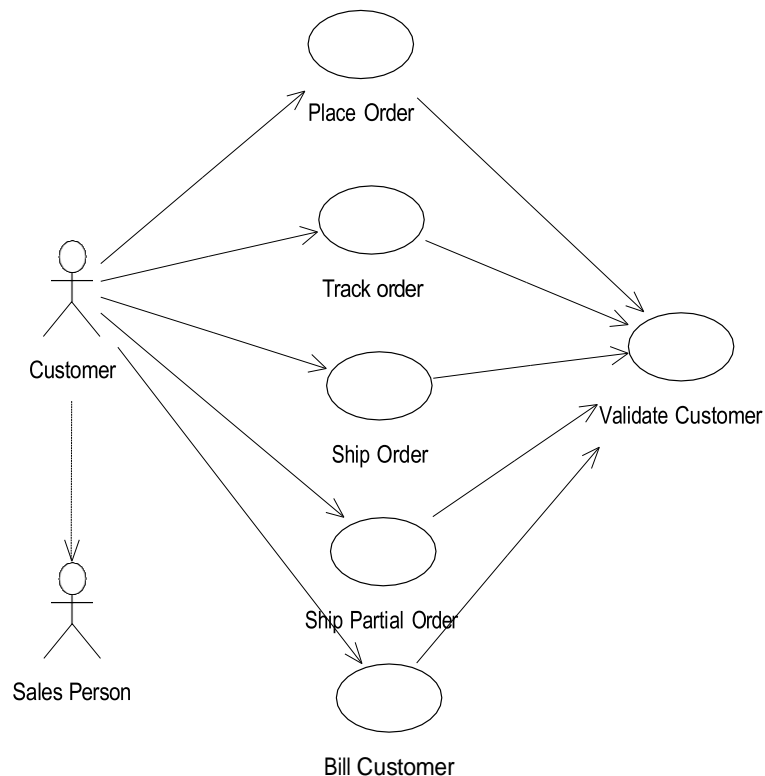 Place Order
Track order
Customer
Ship Order
Validate Customer
Ship Partial Order
Sales Person
Bill Customer